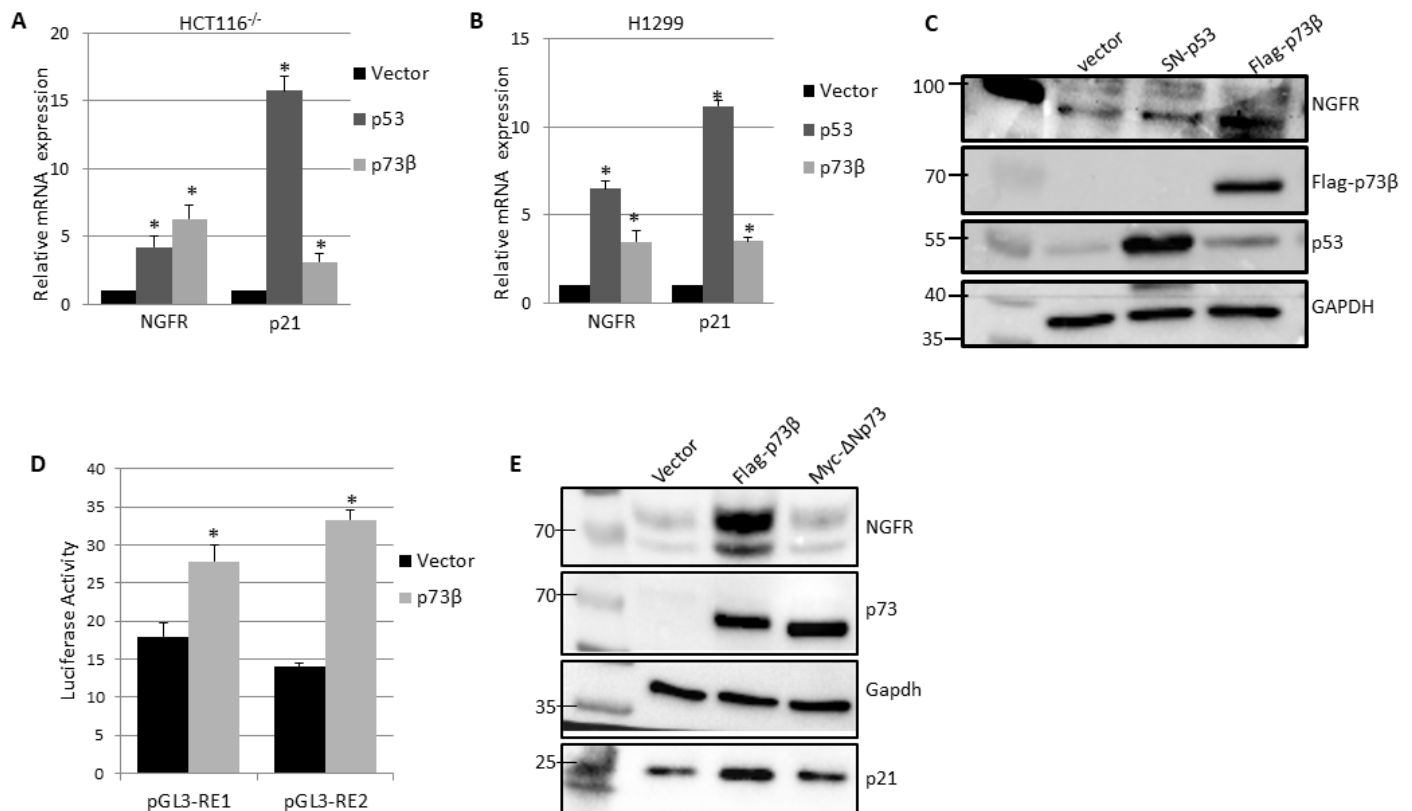 A
HCT116-/-
Relative mRNA expression
20
15
10
5
0
* * * *
NGFR p21
Vector
p53
p73β
B
H1299
Relative mRNA expression
15
10
5
0
* * * *
NGFR p21
Vector
p53
p73β
C
vector SN-p53 Flag-p73β
100 NGFR
70 Flag-p73β
55 p53
40 GAPDH
35
D
Luciferase Activity
40
35
30
25
20
15
10
5
0
* *
pGL3-RE1 pGL3-RE2
Vector
p73β
E
Vector Flag-p73β Myc-ΔNp73
70 NGFR
70 p73
35 Gapdh
25 p21